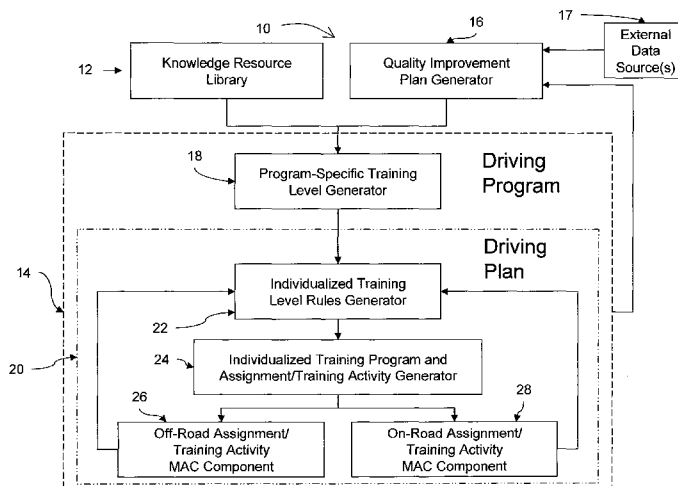 10
16
17
12
Knowledge Resource
Library
Quality Improvement
Plan Generator
External
Data
Source(s)
18
Program-Specific Training
Level Generator
Driving
Program
14
20
Driving
Plan
Individualized Training
Level Rules Generator
22
24
Individualized Training Program and
Assignment/Training Activity Generator
26
28
Off-Road Assignment/
Training Activity
MAC Component
On-Road Assignment/
Training Activity
MAC Component